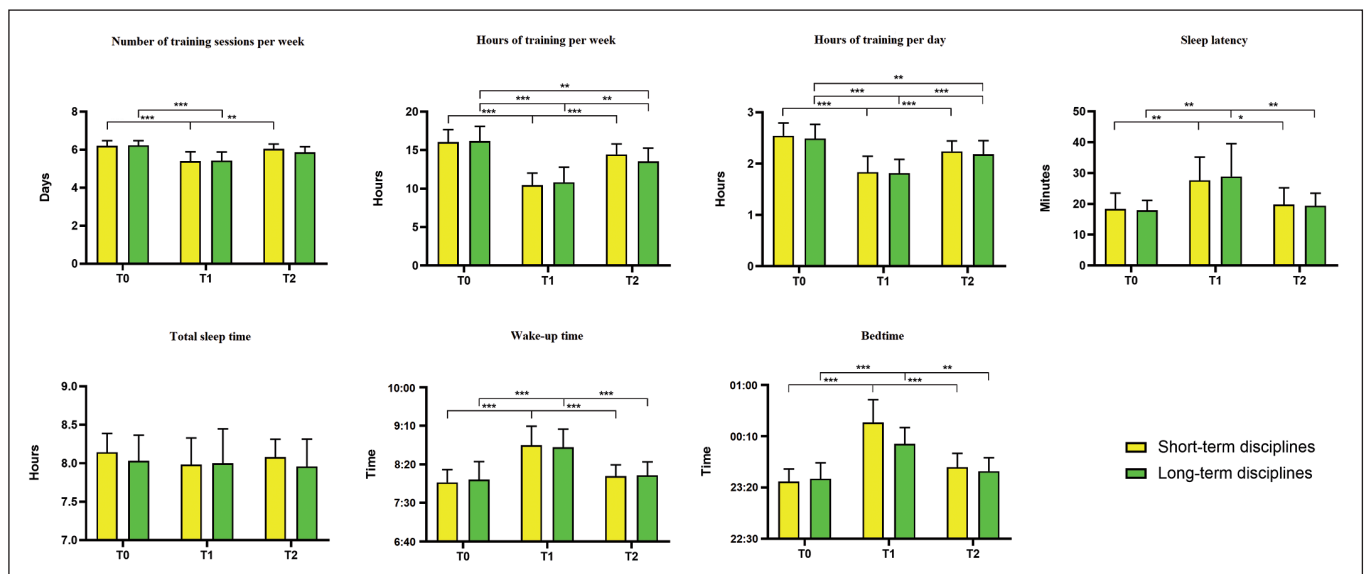 Number of training sessions per week
Hours of training per week
Hours of training per day
Sleep latency
Days
8
6
4
2
0
***
***
**
T0
T1
T2
Hours
20
15
10
5
0
**
***
**
***
***
T0
T1
T2
Hours
3
2
1
0
**
***
***
***
***
T0
T1
T2
Minutes
50
40
30
20
10
0
**
**
**
*
T0
T1
T2
Total sleep time
Wake-up time
Bedtime
Hours
9.0
8.5
8.0
7.5
7.0
T0
T1
T2
Time
10:00
9:10
8:20
7:30
6:40
***
***
***
***
T0
T1
T2
Time
01:00
00:10
23:20
22:30
***
**
***
***
T0
T1
T2
Short-term disciplines
Long-term disciplines